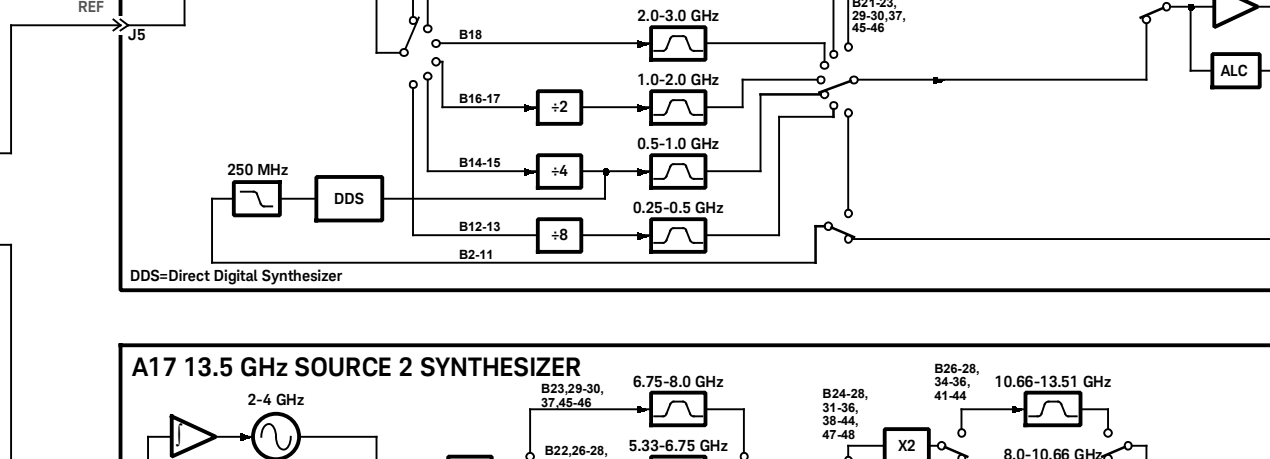 REF
J5
B21-23,
29-30,37,
45-46
2.0-3.0 GHz
B18
1.0-2.0 GHz
ALC
B16-17
÷2
0.5-1.0 GHz
B14-15
÷4
250 MHz
DDS
0.25-0.5 GHz
B12-13
÷8
B2-11
DDS=Direct Digital Synthesizer
A17 13.5 GHz SOURCE 2 SYNTHESIZER
2-4 GHz
B23,29-30,
37,45-46
6.75-8.0 GHz
B22,26-28,
5.33-6.75 GHz
B24-28,
31-36,
38-44,
47-48
X2
B26-28,
34-36,
41-44
10.66-13.51 GHz
8.0-10.66 GHz